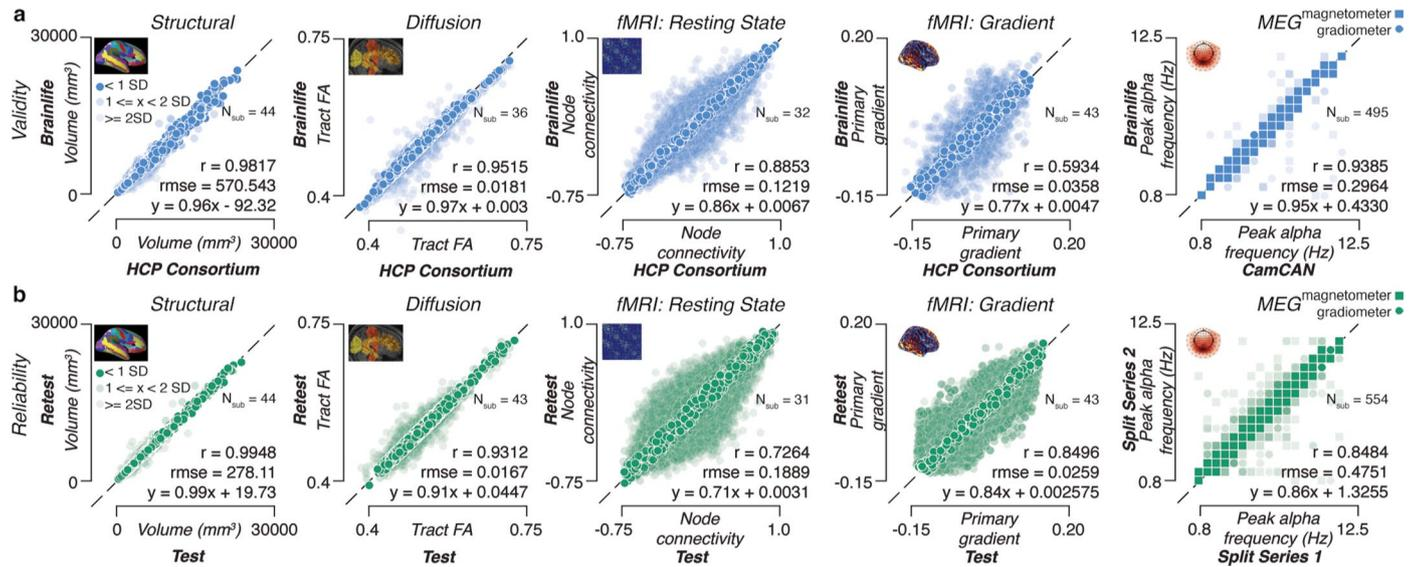 a
Structural
30000
Validity
Brainlife
Volume (mm³)
0
< 1 SD
1 <= x < 2 SD
>= 2SD
Nsub = 44
r = 0.9817
rmse = 570.543
y = 0.96x - 92.32
0 Volume (mm³) 30000
HCP Consortium
Diffusion
0.75
Brainlife
Tract FA
0.4
Nsub = 36
r = 0.9515
rmse = 0.0181
y = 0.97x + 0.003
0.4 Tract FA 0.75
HCP Consortium
fMRI: Resting State
1.0
Brainlife
Node
connectivity
-0.75
Nsub = 32
r = 0.8853
rmse = 0.1219
y = 0.86x + 0.0067
-0.75 Node 1.0
connectivity
HCP Consortium
fMRI: Gradient
0.20
Brainlife
Primary
gradient
-0.15
Nsub = 43
r = 0.5934
rmse = 0.0358
y = 0.77x + 0.0047
-0.15 Primary 0.20
gradient
HCP Consortium
MEG
magnetometer
gradiometer
12.5
Brainlife
Peak alpha
frequency (Hz)
0.8
Nsub = 495
r = 0.9385
rmse = 0.2964
y = 0.95x + 0.4330
0.8 Peak alpha 12.5
frequency (Hz)
CamCAN
b
Structural
30000
Reliability
Retest
Volume (mm³)
0
< 1 SD
1 <= x < 2 SD
>= 2SD
Nsub = 44
r = 0.9948
rmse = 278.11
y = 0.99x + 19.73
0 Volume (mm³) 30000
Test
Diffusion
0.75
Retest
Tract FA
0.4
Nsub = 43
r = 0.9312
rmse = 0.0167
y = 0.91x + 0.0447
0.4 Tract FA 0.75
Test
fMRI: Resting State
1.0
Retest
Node
connectivity
-0.75
Nsub = 31
r = 0.7264
rmse = 0.1889
y = 0.71x + 0.0031
-0.75 Node 1.0
connectivity
Test
fMRI: Gradient
0.20
Retest
Primary
gradient
-0.15
Nsub = 43
r = 0.8496
rmse = 0.0259
y = 0.84x + 0.002575
-0.15 Primary 0.20
gradient
Test
MEG
magnetometer
gradiometer
12.5
Split Series 2
Peak alpha
frequency (Hz)
0.8
Nsub = 554
r = 0.8484
rmse = 0.4751
y = 0.86x + 1.3255
0.8 Peak alpha 12.5
frequency (Hz)
Split Series 1